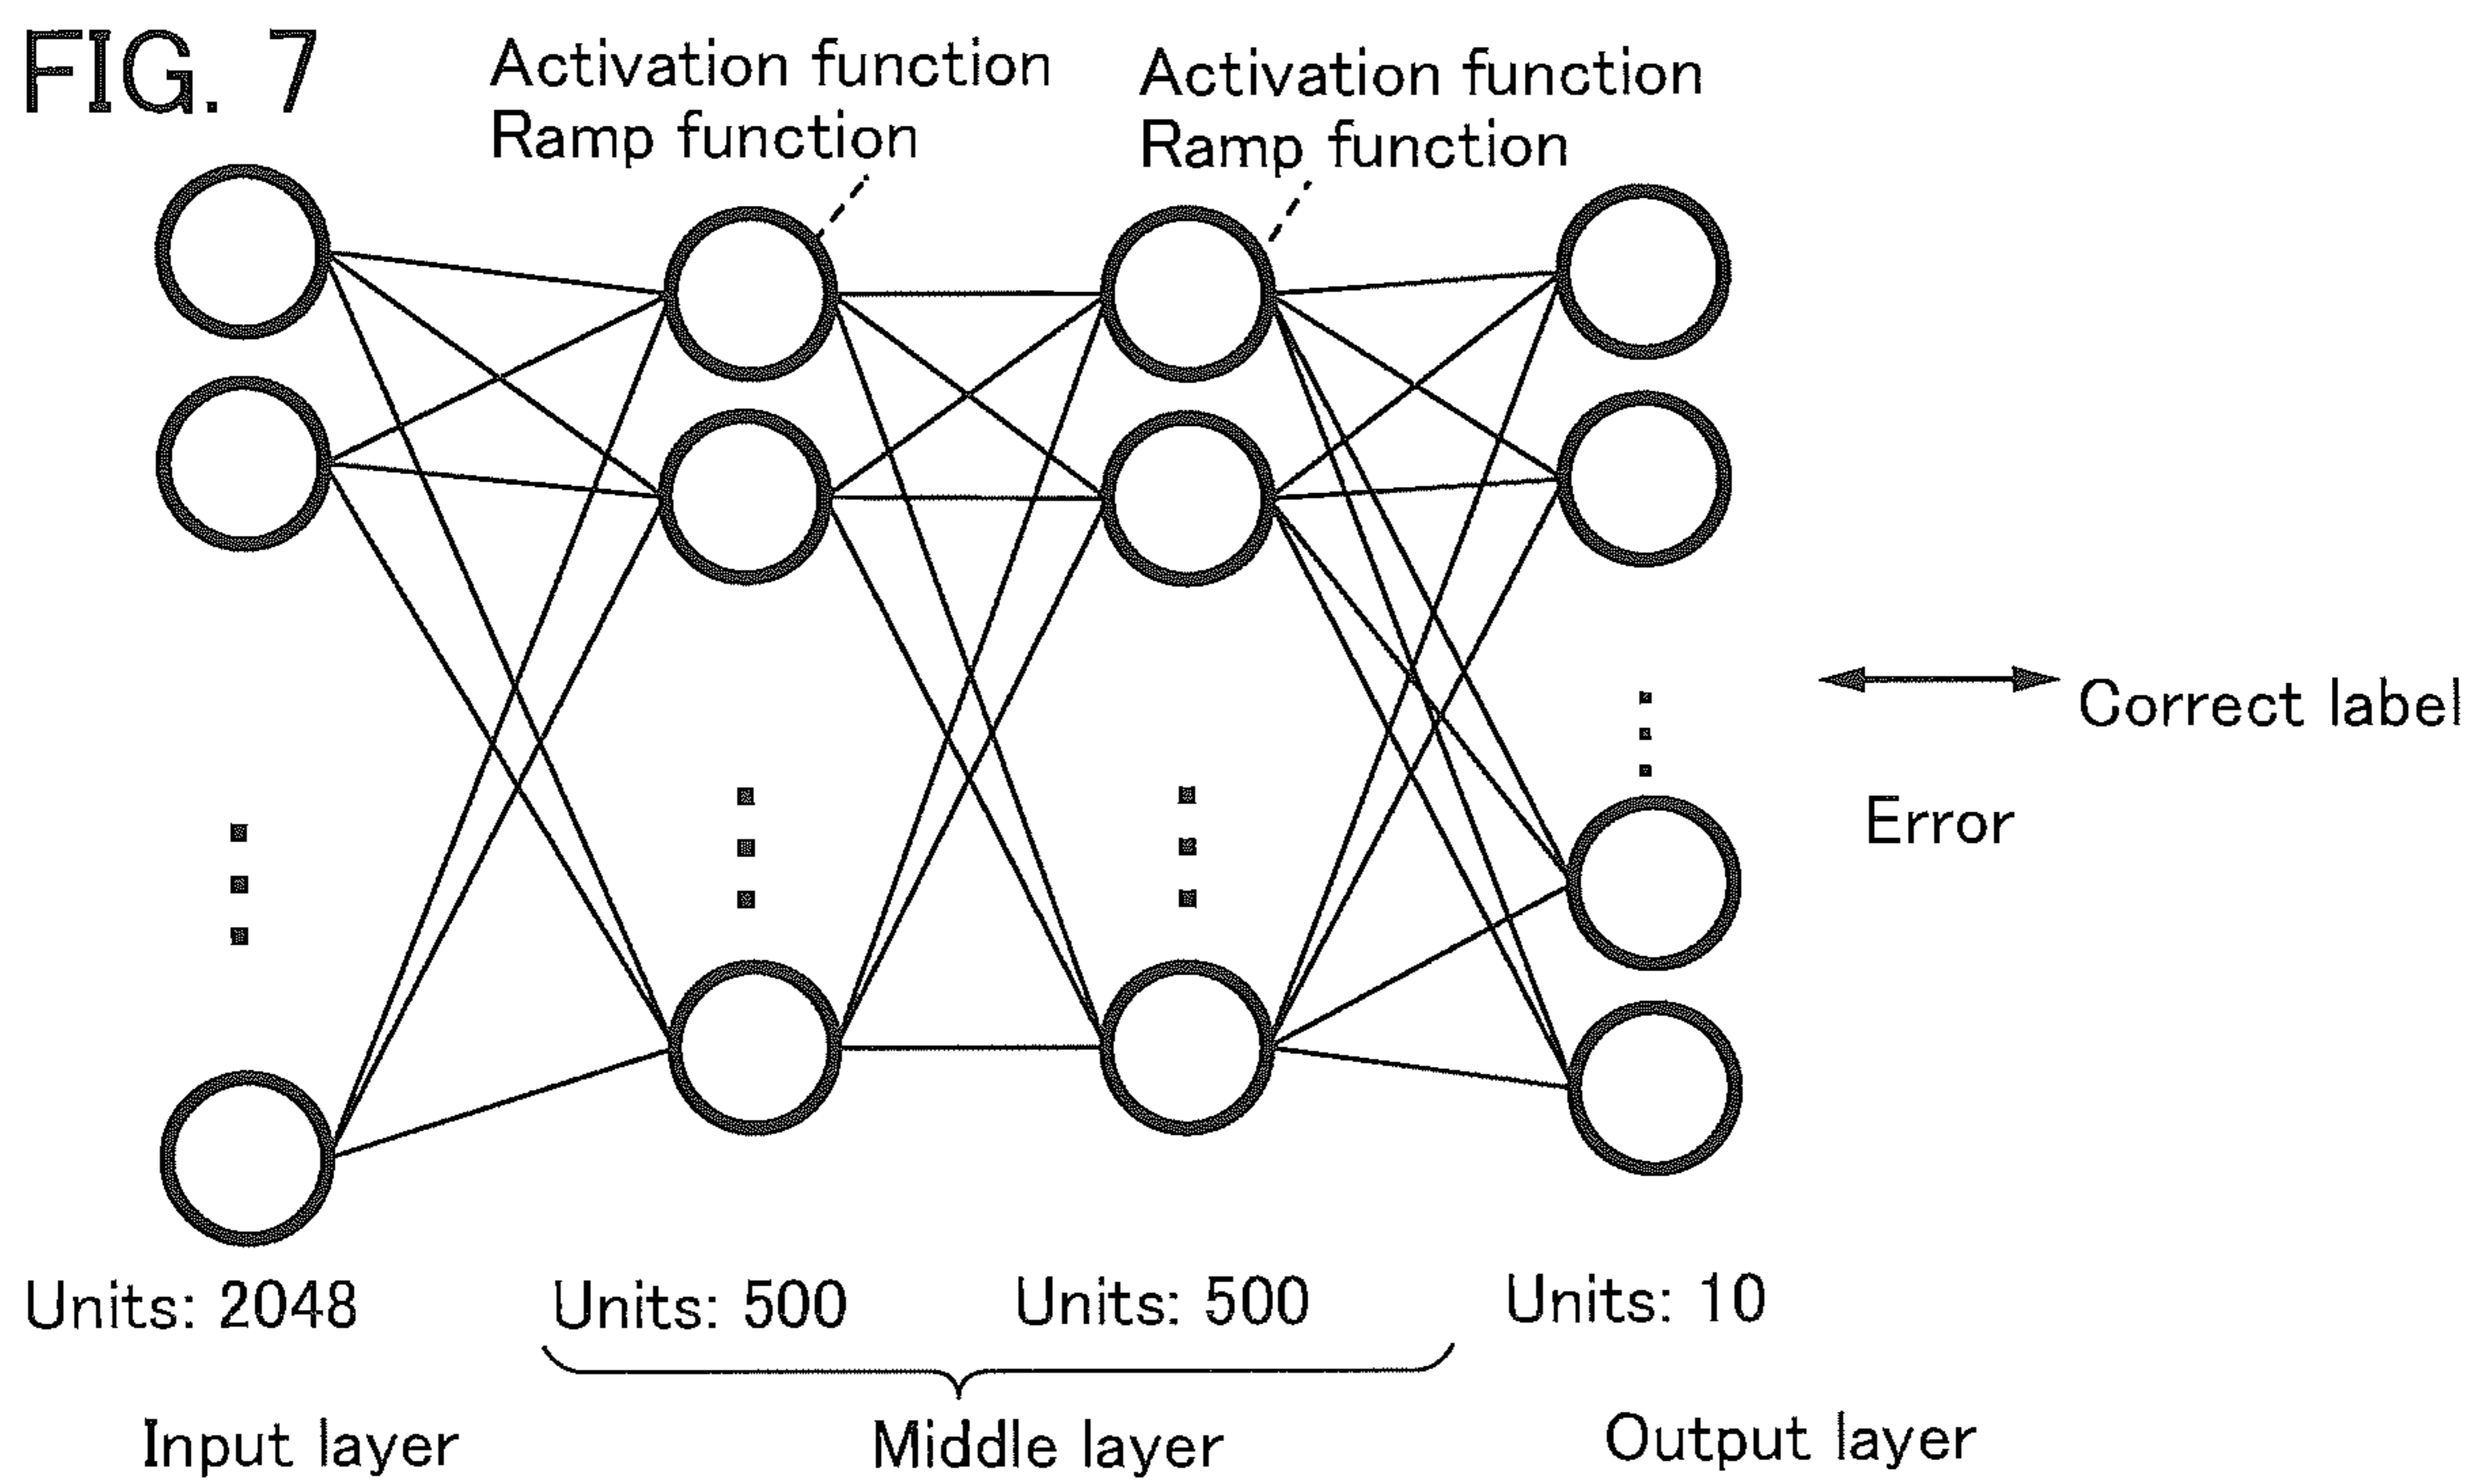 FIG. 7
Activation function
Ramp function
Activation function
Ramp function
Correct label
Error
Units: 2048
Units: 500
Units: 500
Units: 10
Input layer
Middle layer
Output layer